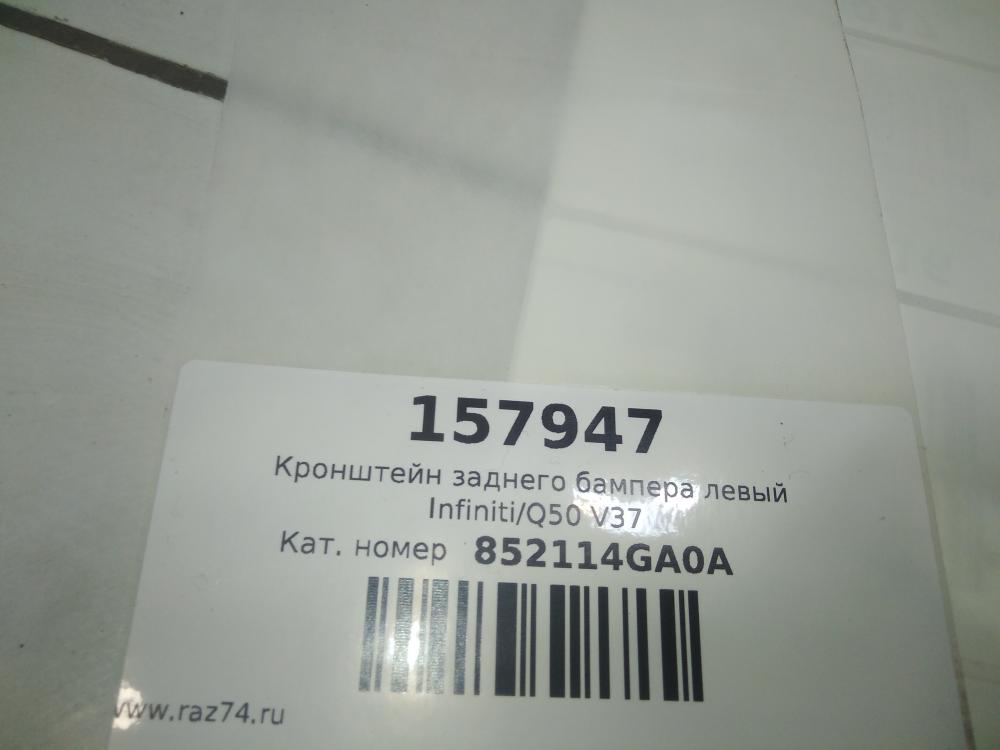 157947
Кронштейн заднего бампера левый
Infiniti/Q50 V37
Кат. номер 852114GA0A
www.raz74.ru